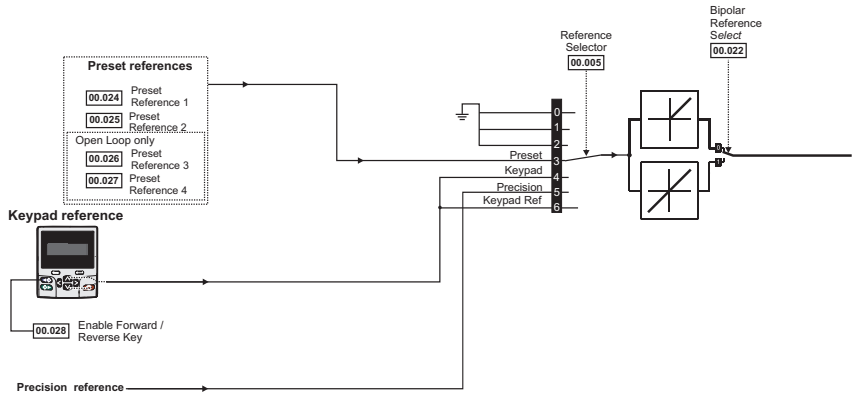 Bipolar
Reference
Select
00.022
Reference
Selector
00.005
Preset references
00.024 Preset
Reference 1
00.025 Preset
Reference 2
Open Loop only
00.026 Preset
Reference 3
00.027 Preset
Reference 4
0
1
2
Preset 3
Keypad 4
Precision 5
Keypad Ref 6
Keypad reference
00.028 Enable Forward /
Reverse Key
Precision reference